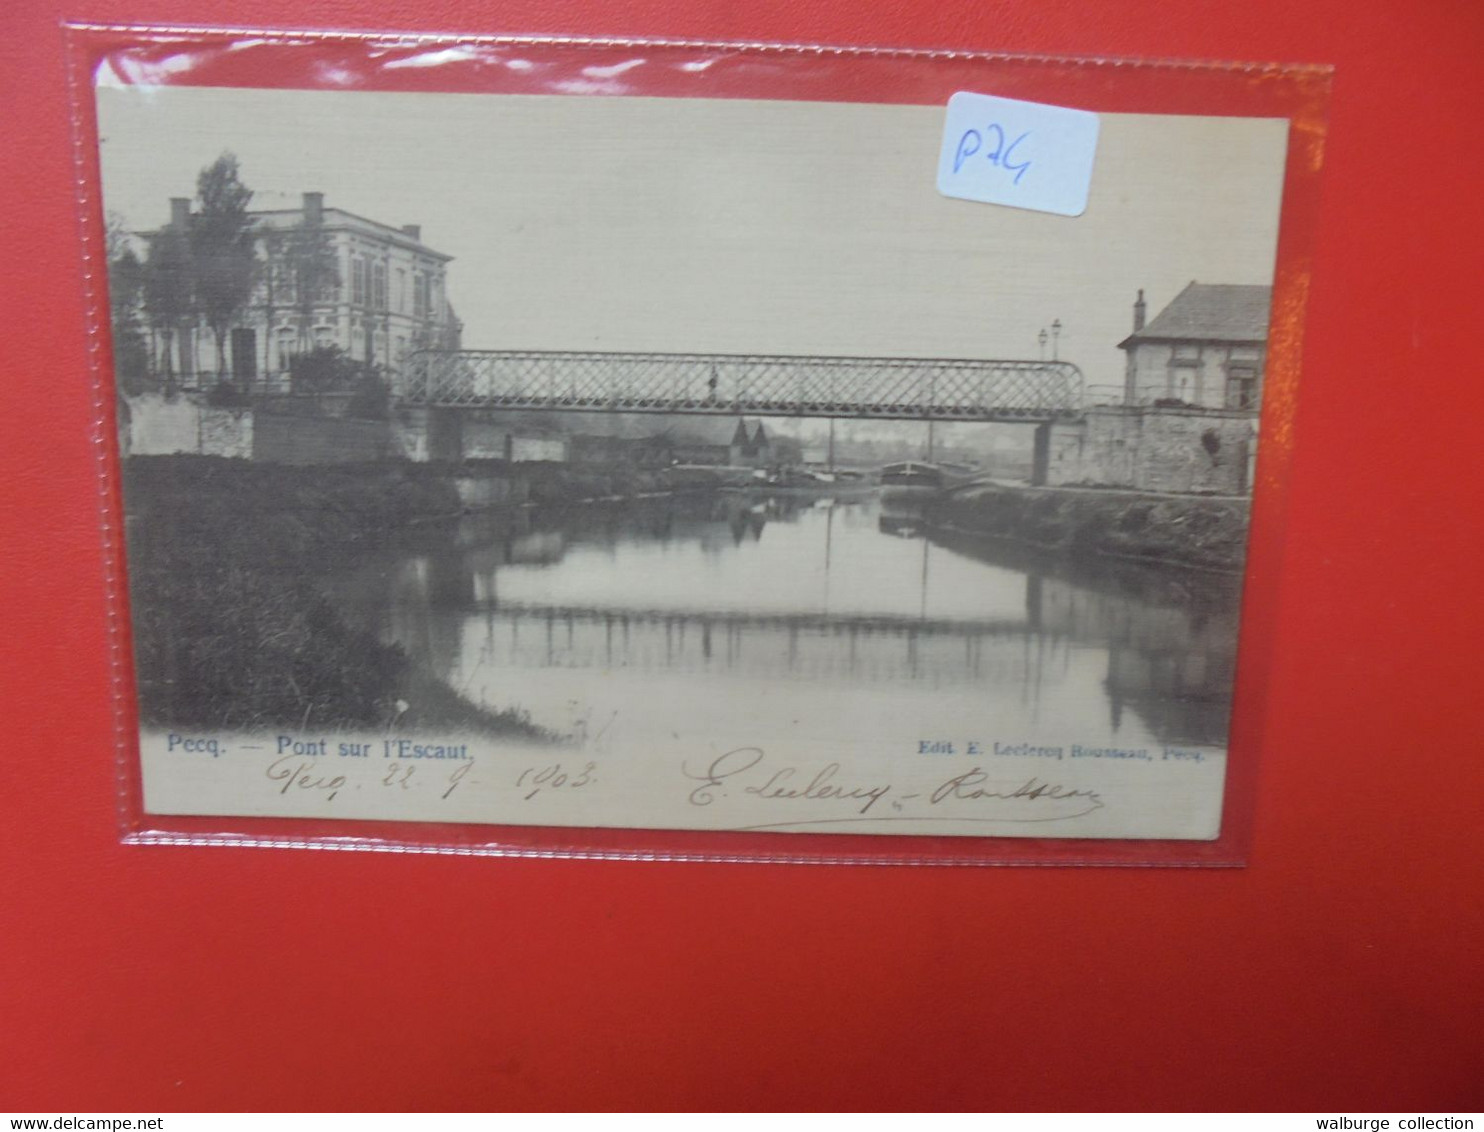 P74
Pecq. — Pont sur l'Escaut,
Edit. E. Leclercq Rousseau, Pecq.
Pecq. 22-9-1903.
E. Leclercq-Rousseau
delcampe.net
walburge collection